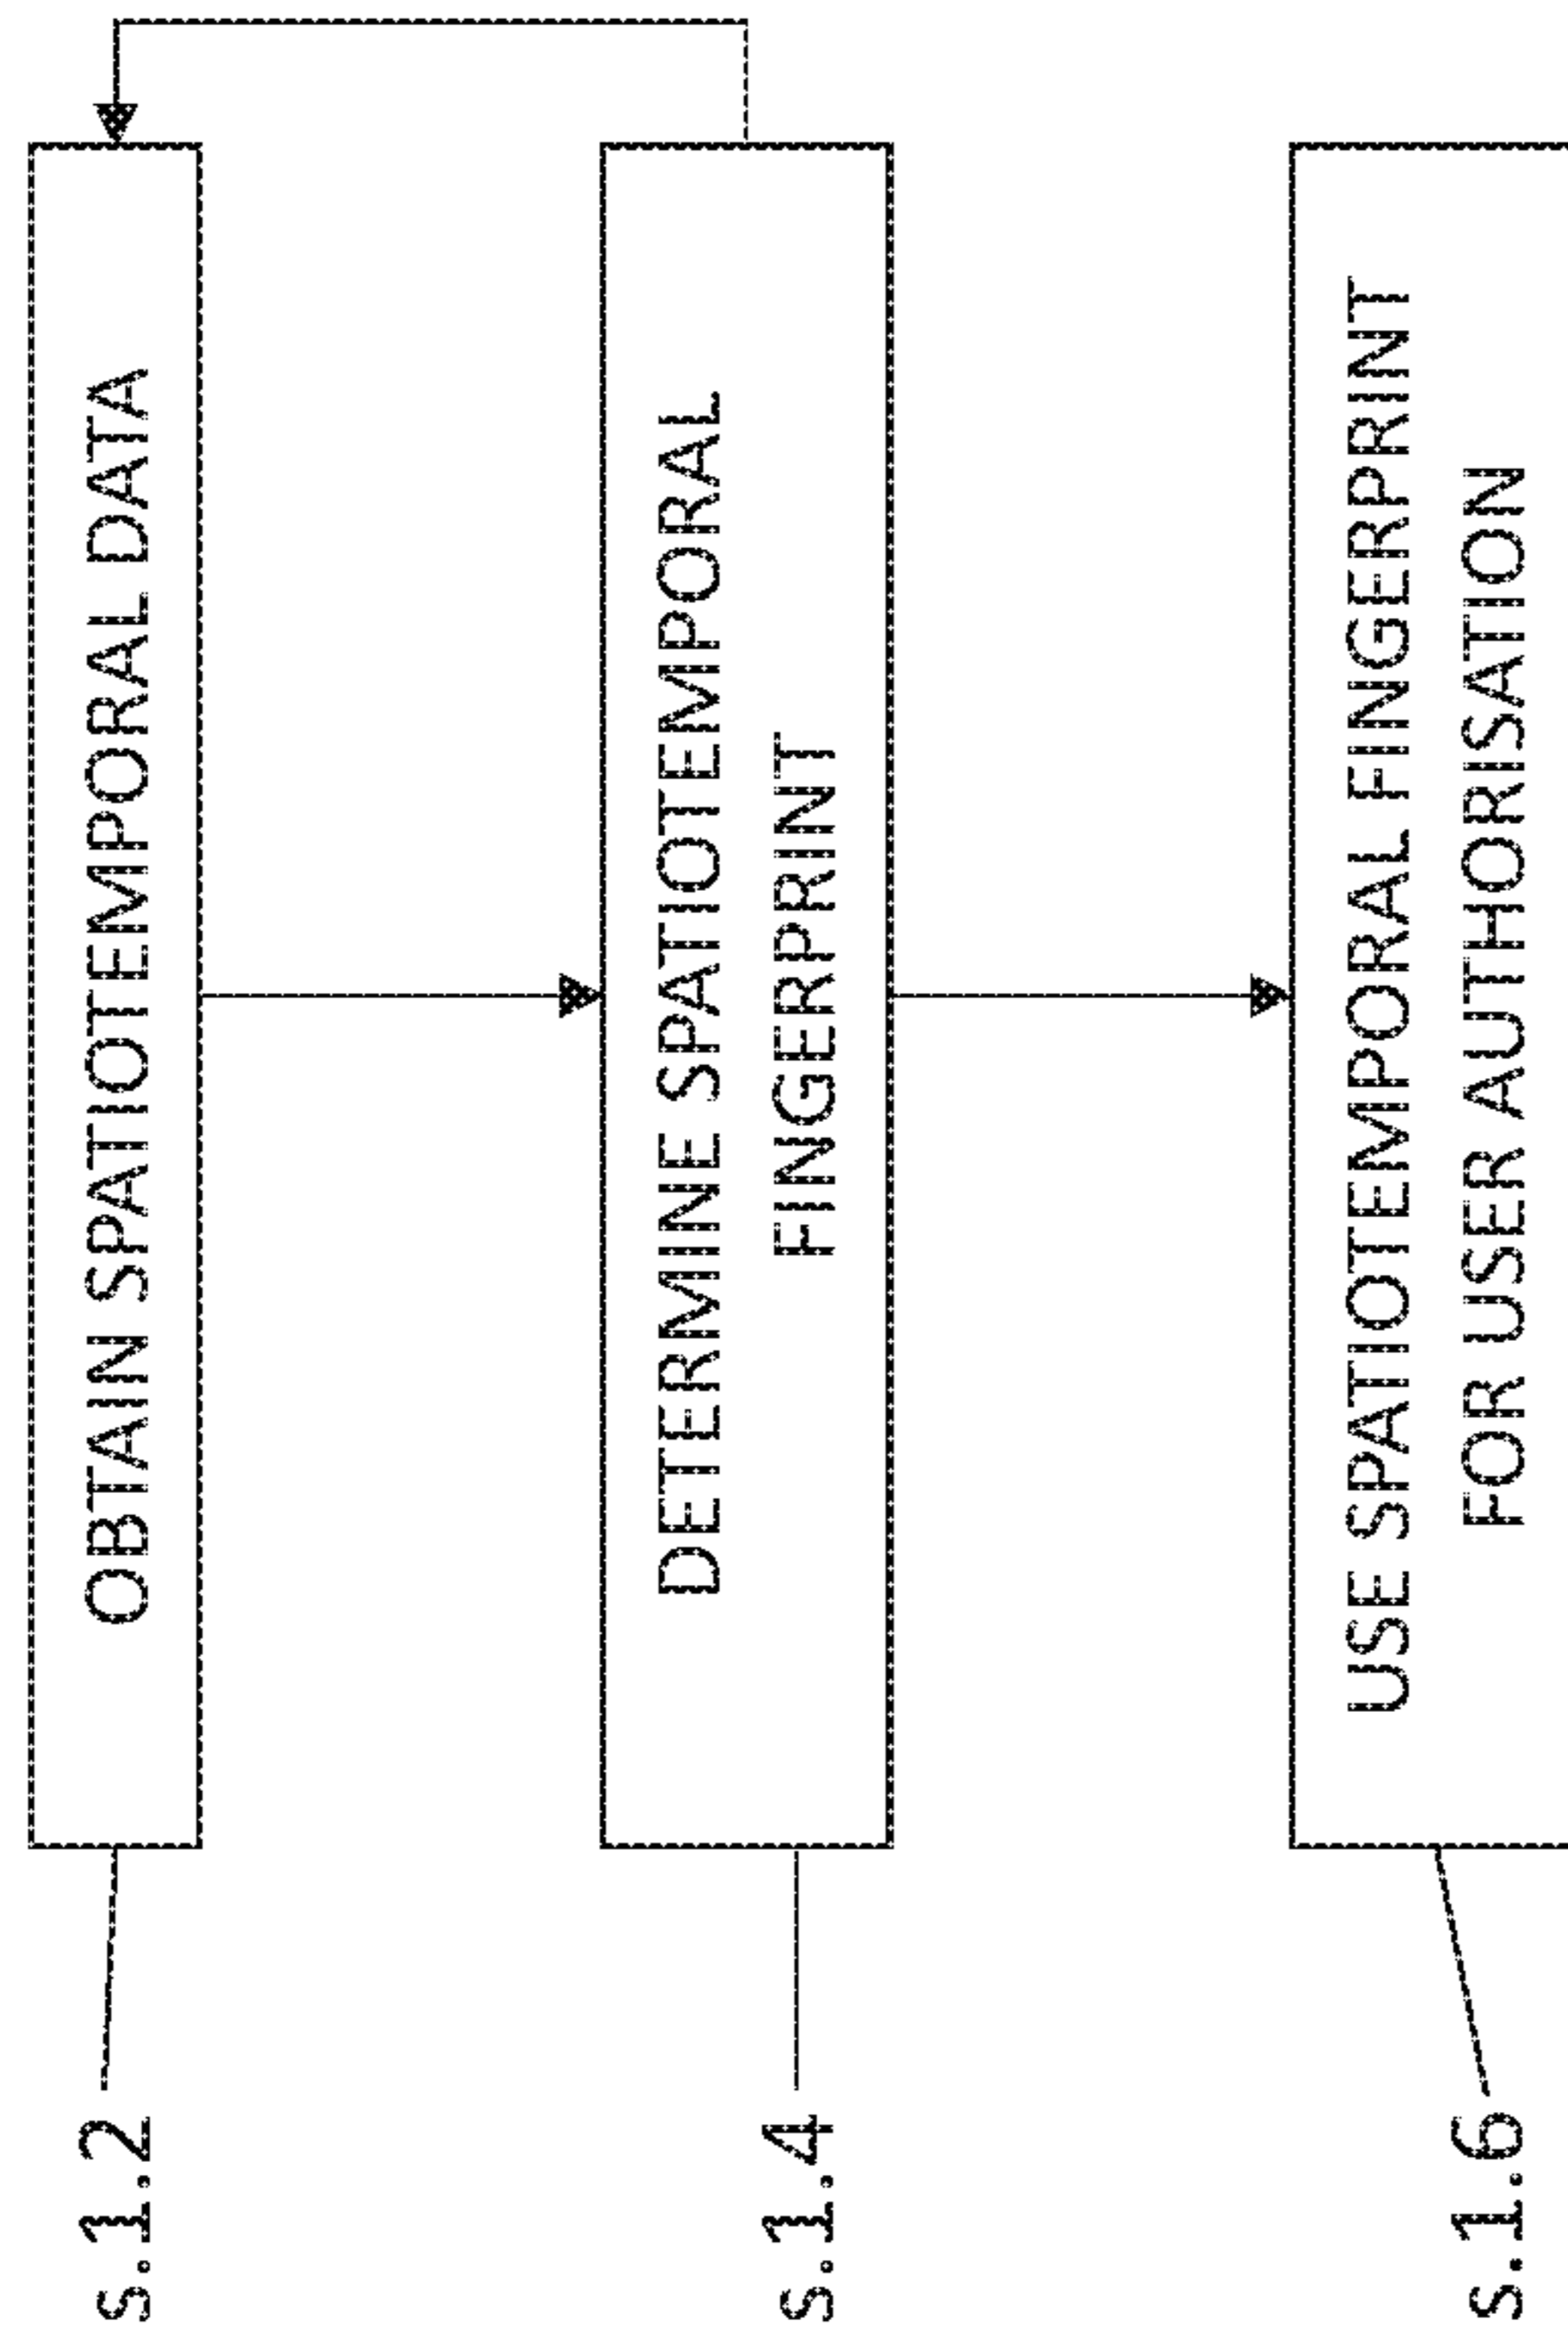 s.1.2
OBTAIN SPATIOTEMPORAL DATA
s.1.4
DETERMINE SPATIOTEMPORAL
FINGERPRINT
s.1.6
USE SPATIOTEMPORAL FINGERPRINT
FOR USER AUTHORISATION